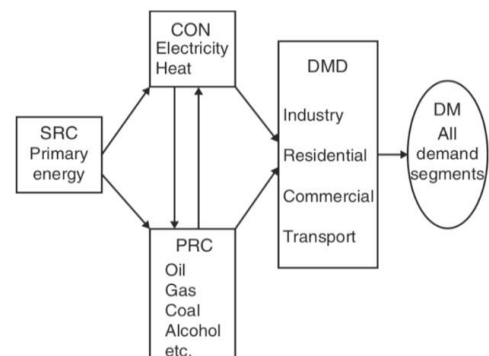 CON
Electricity
Heat
SRC
Primary
energy
PRC
Oil
Gas
Coal
Alcohol
etc.
DMD
Industry
Residential
Commercial
Transport
DM
All
demand
segments